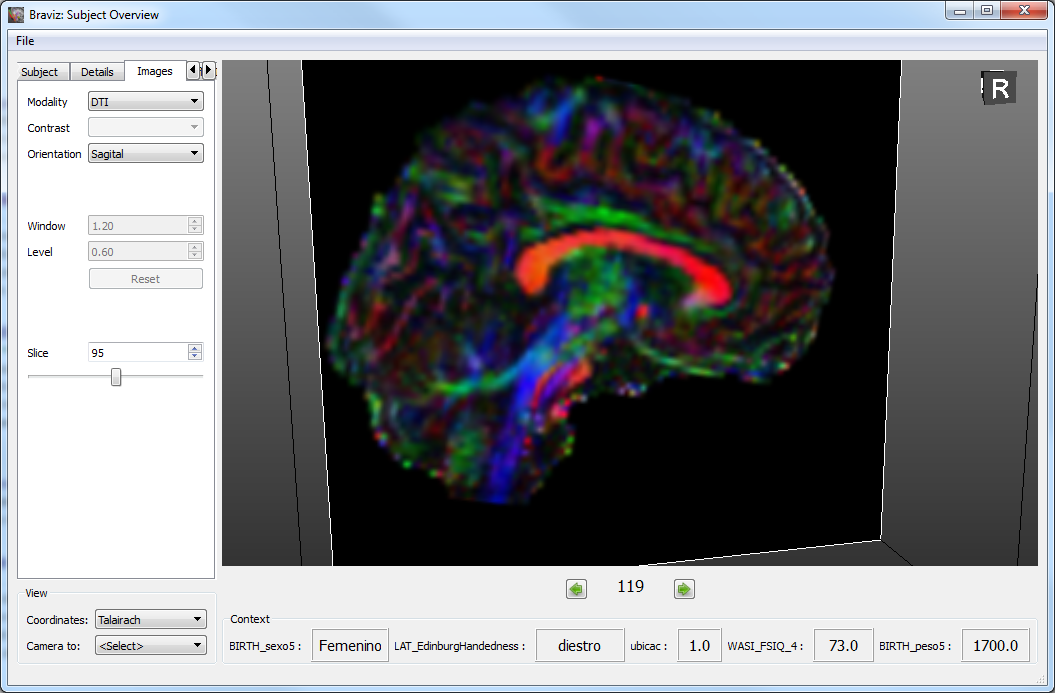 Braviz: Subject Overview
File
Subject Details Images
Modality DTI
Contrast
Orientation Sagital
Window 1.20
Level 0.60
Reset
Slice 95
R
119
View
Coordinates: Talairach
Camera to: <Select>
Context
BIRTH_sexo5 : Femenino LAT_EdinburghHandedness : diestro ubicac : 1.0 WASI_FSIQ_4 : 73.0 BIRTH_peso5 : 1700.0